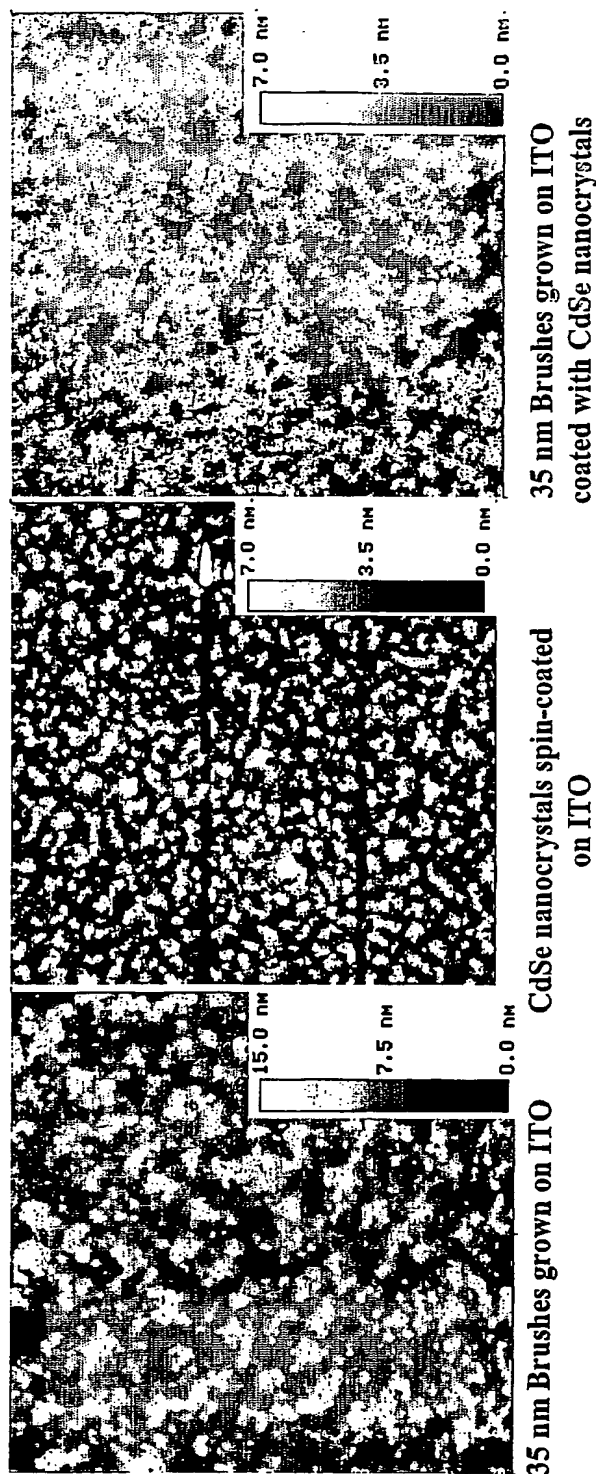 15.0 nM
7.5 nM
0.0 nM
35 nm Brushes grown on ITO
7.0 nM
3.5 nM
0.0 nM
CdSe nanocrystals spin-coated
on ITO
7.0 nM
3.5 nM
0.0 nM
35 nm Brushes grown on ITO
coated with CdSe nanocrystals